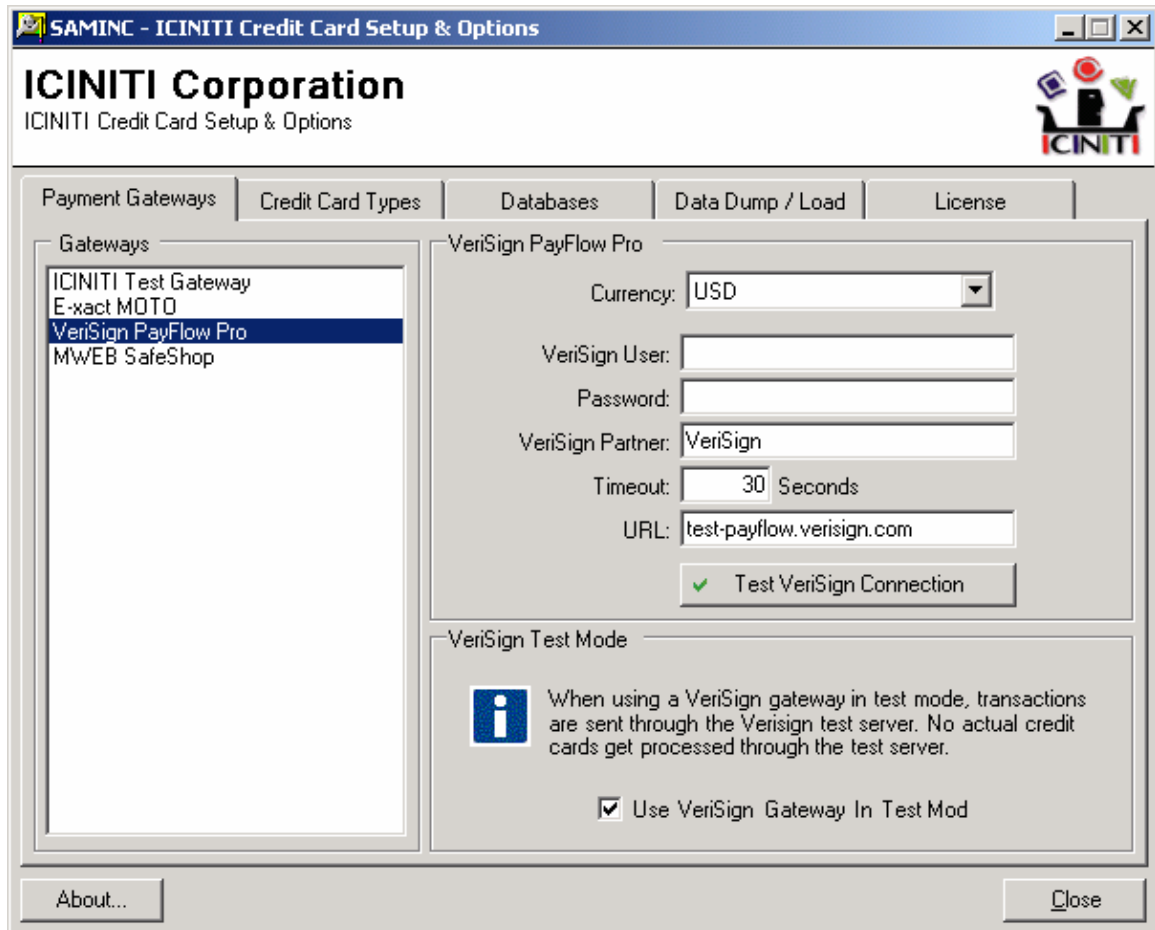 SAMINC - ICINITI Credit Card Setup & Options
ICINITI Corporation
ICINITI Credit Card Setup & Options
ICINITI
Payment Gateways
Credit Card Types
Databases
Data Dump / Load
License
Gateways
ICINITI Test Gateway
E-xact MOTO
VeriSign PayFlow Pro
MWEB SafeShop
VeriSign PayFlow Pro
Currency: USD
VeriSign User:
Password:
VeriSign Partner: VeriSign
Timeout: 30 Seconds
URL: test-payflow.verisign.com
Test VeriSign Connection
VeriSign Test Mode
When using a VeriSign gateway in test mode, transactions
are sent through the Verisign test server. No actual credit
cards get processed through the test server.
Use VeriSign Gateway In Test Mod
About...
Close